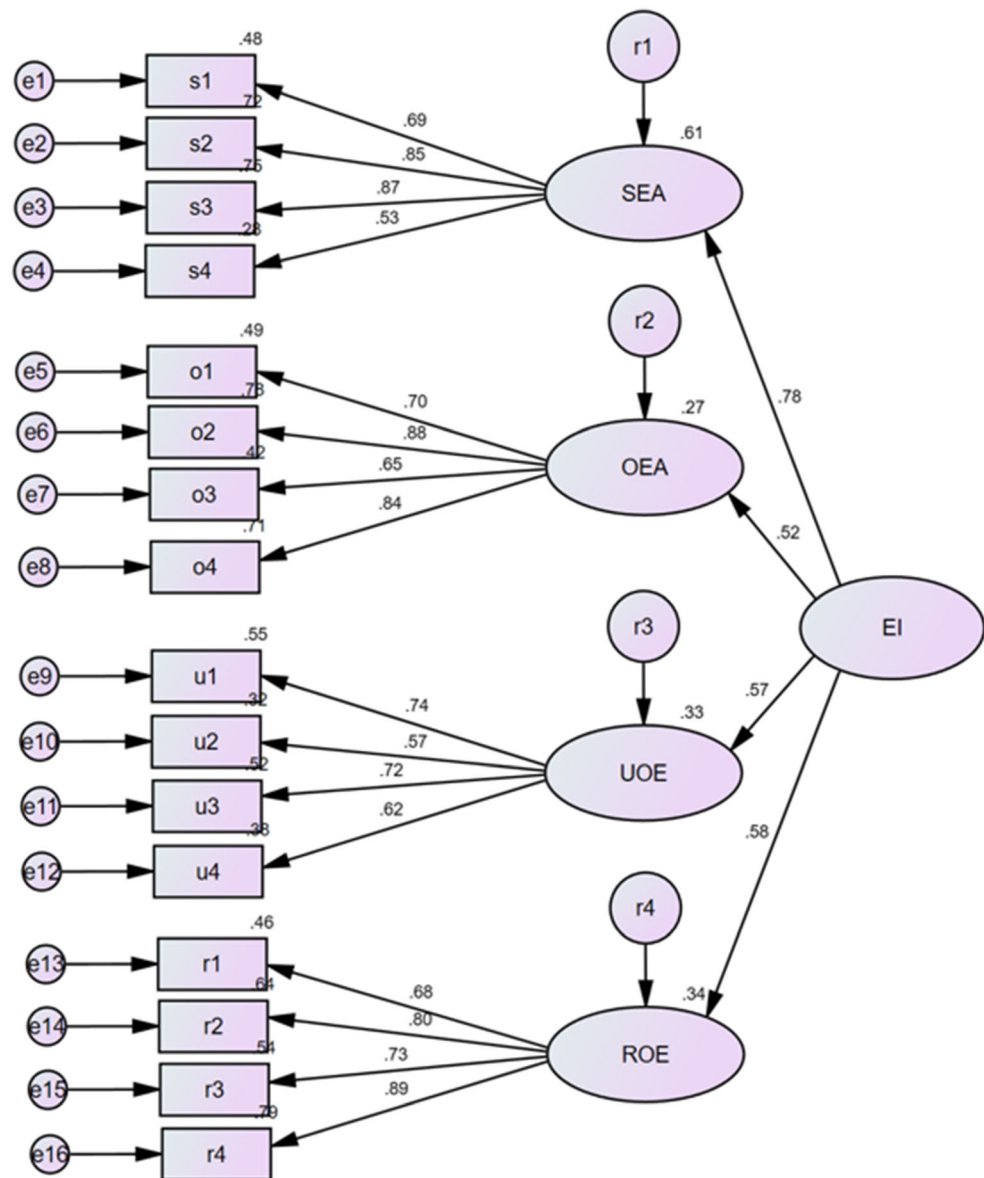 .48
r1
e1
s1
.72
.69
.61
e2
s2
.85
.75
SEA
e3
s3
.87
.28
.53
e4
s4
r2
.49
e5
o1
.78
.70
.78
.27
e6
o2
.88
.42
OEA
e7
o3
.65
.71
.84
.52
e8
o4
r3
EI
.55
e9
u1
.32
.74
.57
.33
e10
u2
.57
.52
UOE
e11
u3
.72
.38
.62
.58
e12
u4
r4
.46
e13
r1
.64
.68
.34
e14
r2
.80
.54
ROE
e15
r3
.73
.79
.89
e16
r4